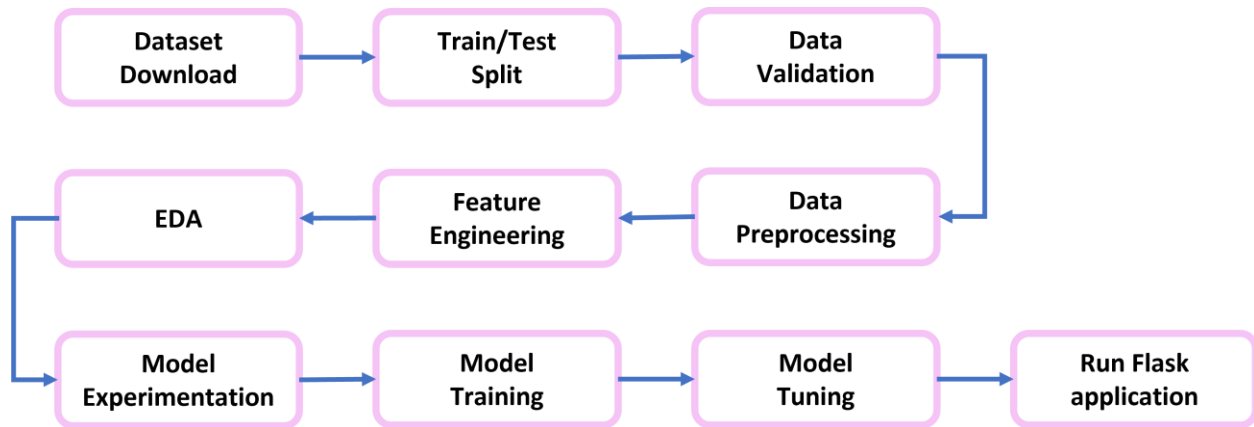 Dataset
Download
Train/Test
Split
Data
Validation
Data
Preprocessing
Feature
Engineering
EDA
Model
Experimentation
Model
Training
Model
Tuning
Run Flask
application